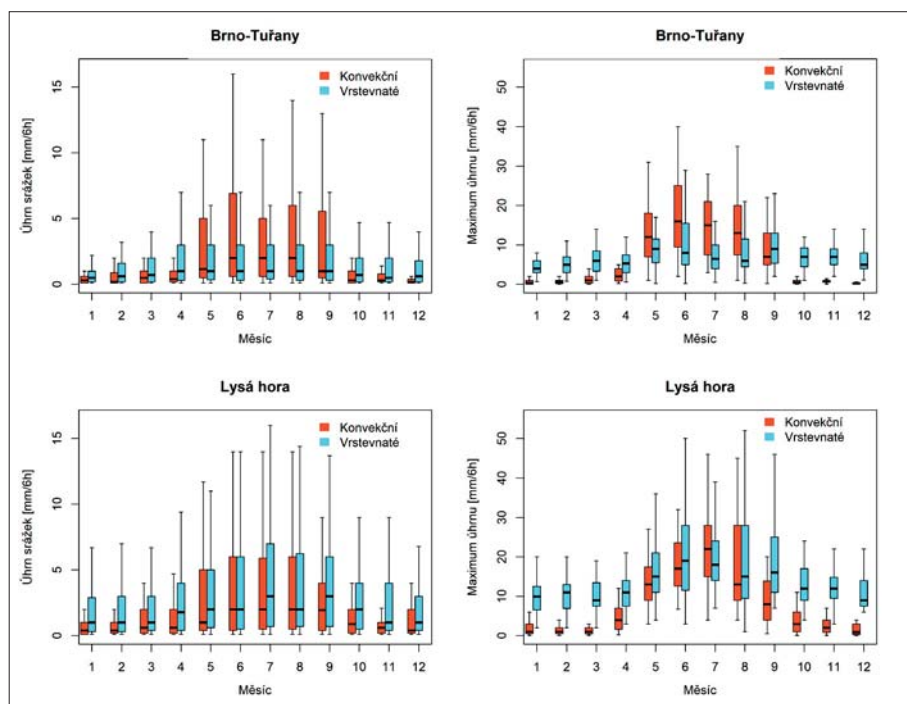 Brno-Tuřany
Úhrn srážek [mm/6h]
15
10
5
0
Konvekční
Vrstevnaté
1 2 3 4 5 6 7 8 9 10 11 12
Měsíc
Brno-Tuřany
Maximum úhrnu [mm/6h]
50
40
30
20
10
0
Konvekční
Vrstevnaté
1 2 3 4 5 6 7 8 9 10 11 12
Měsíc
Lysá hora
Úhrn srážek [mm/6h]
15
10
5
0
Konvekční
Vrstevnaté
1 2 3 4 5 6 7 8 9 10 11 12
Měsíc
Lysá hora
Maximum úhrnu [mm/6h]
50
40
30
20
10
0
Konvekční
Vrstevnaté
1 2 3 4 5 6 7 8 9 10 11 12
Měsíc